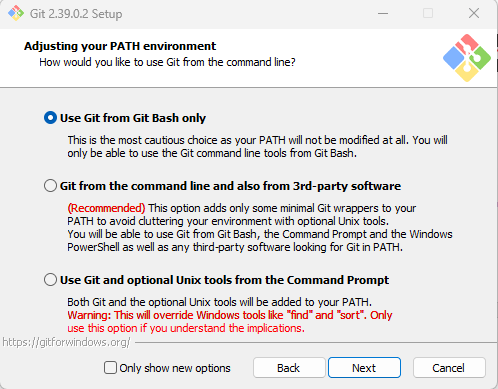 Git 2.39.0.2 Setup
Adjusting your PATH environment
How would you like to use Git from the command line?
Use Git from Git Bash only
This is the most cautious choice as your PATH will not be modified at all. You will
only be able to use the Git command line tools from Git Bash.
Git from the command line and also from 3rd-party software
(Recommended) This option adds only some minimal Git wrappers to your
PATH to avoid cluttering your environment with optional Unix tools.
You will be able to use Git from Git Bash, the Command Prompt and the Windows
PowerShell as well as any third-party software looking for Git in PATH.
Use Git and optional Unix tools from the Command Prompt
Both Git and the optional Unix tools will be added to your PATH.
Warning: This will override Windows tools like "find" and "sort". Only
use this option if you understand the implications.
https://gitforwindows.org/
Only show new options
Back
Next
Cancel